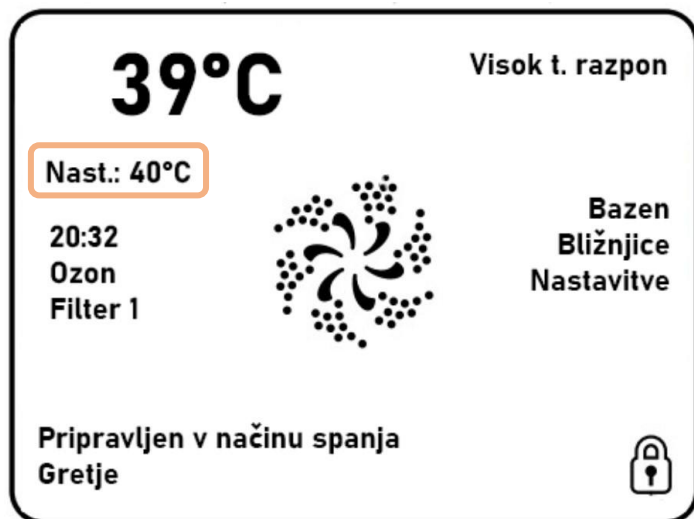 39°C
Visok t. razpon
Nast.: 40°C
20:32
Ozon
Filter 1
Bazen
Bližnjice
Nastavitve
Pripravljen v načinu spanja
Gretje